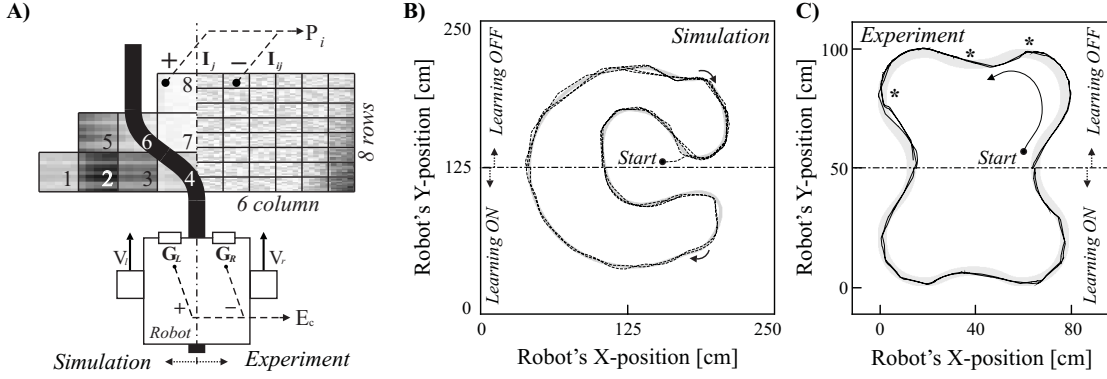 A)
P i
+
I j
−
I ij
8
5
6
7
1
2
3
4
8 rows
6 column
V l
G L
G R
V r
+
−
E c
Robot
Simulation
Experiment
B)
250
Simulation
Learning OFF
Robot's Y-position [cm]
Start
125
Learning ON
0
0
125
250
Robot's X-position [cm]
C)
Experiment
100
*
*
*
Learning OFF
Robot's Y-position [cm]
Start
50
Learning ON
0
0
40
80
Robot's X-position [cm]